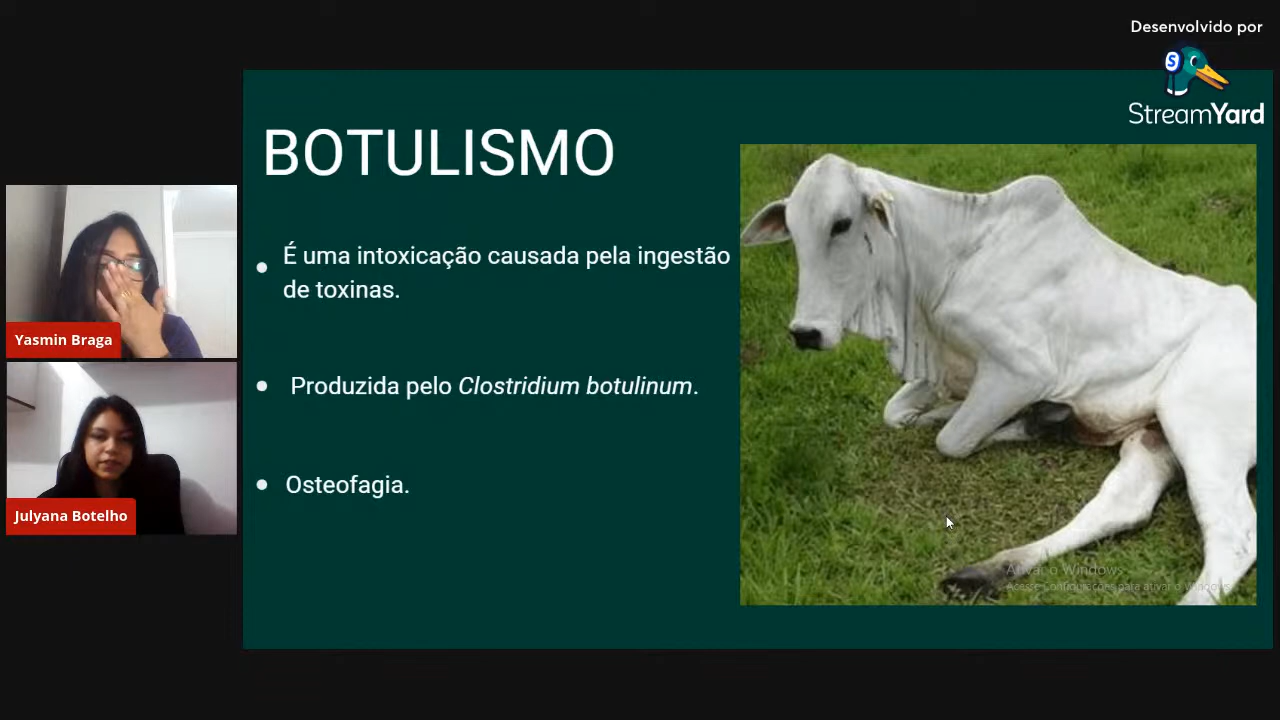 Desenvolvido por
StreamYard
BOTULISMO
É uma intoxicação causada pela ingestão
de toxinas.
Produzida pelo Clostridium botulinum.
Osteofagia.
Yasmin Braga
Julyana Botelho
Ativar o Windows
Acesse Configurações para ativar o Windows.